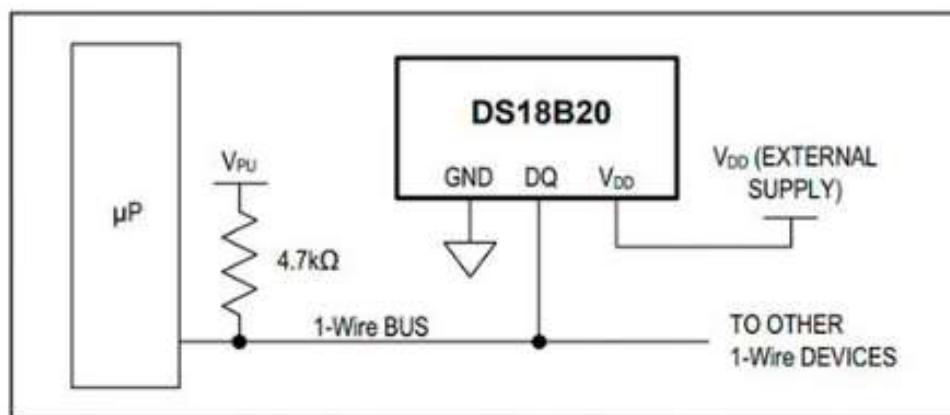 DS18B20
GND DQ VDD
VDD (EXTERNAL
SUPPLY)
VPU
µP
4.7kΩ
1-Wire BUS
TO OTHER
1-Wire DEVICES